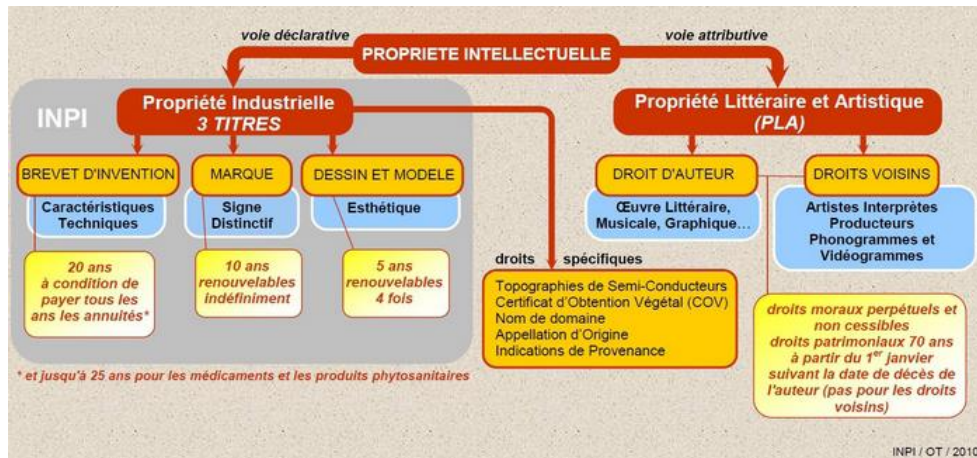 voie déclarative
PROPRIETE INTELLECTUELLE
voie attributive
INPI
Propriété Industrielle
3 TITRES
Propriété Littéraire et Artistique
(PLA)
BREVET D'INVENTION
MARQUE
DESSIN ET MODELE
DROIT D'AUTEUR
DROITS VOISINS
Caractéristiques
Techniques
Signe
Distinctif
Esthétique
Œuvre Littéraire,
Musicale, Graphique...
Artistes Interprètes
Producteurs
Phonogrammes et
Vidéogrammes
20 ans
à condition de
payer tous les
ans les annuités*
10 ans
renouvelables
indéfiniment
5 ans
renouvelables
4 fois
droits spécifiques
Topographies de Semi-Conducteurs
Certificat d'Obtention Végétal (COV)
Nom de domaine
Appellation d'Origine
Indications de Provenance
droits moraux perpétuels et
non cessibles
droits patrimoniaux 70 ans
à partir du 1er janvier
suivant la date de décès de
l'auteur (pas pour les droits
voisins)
* et jusqu'à 25 ans pour les médicaments et les produits phytosanitaires
INPI / OT / 2018